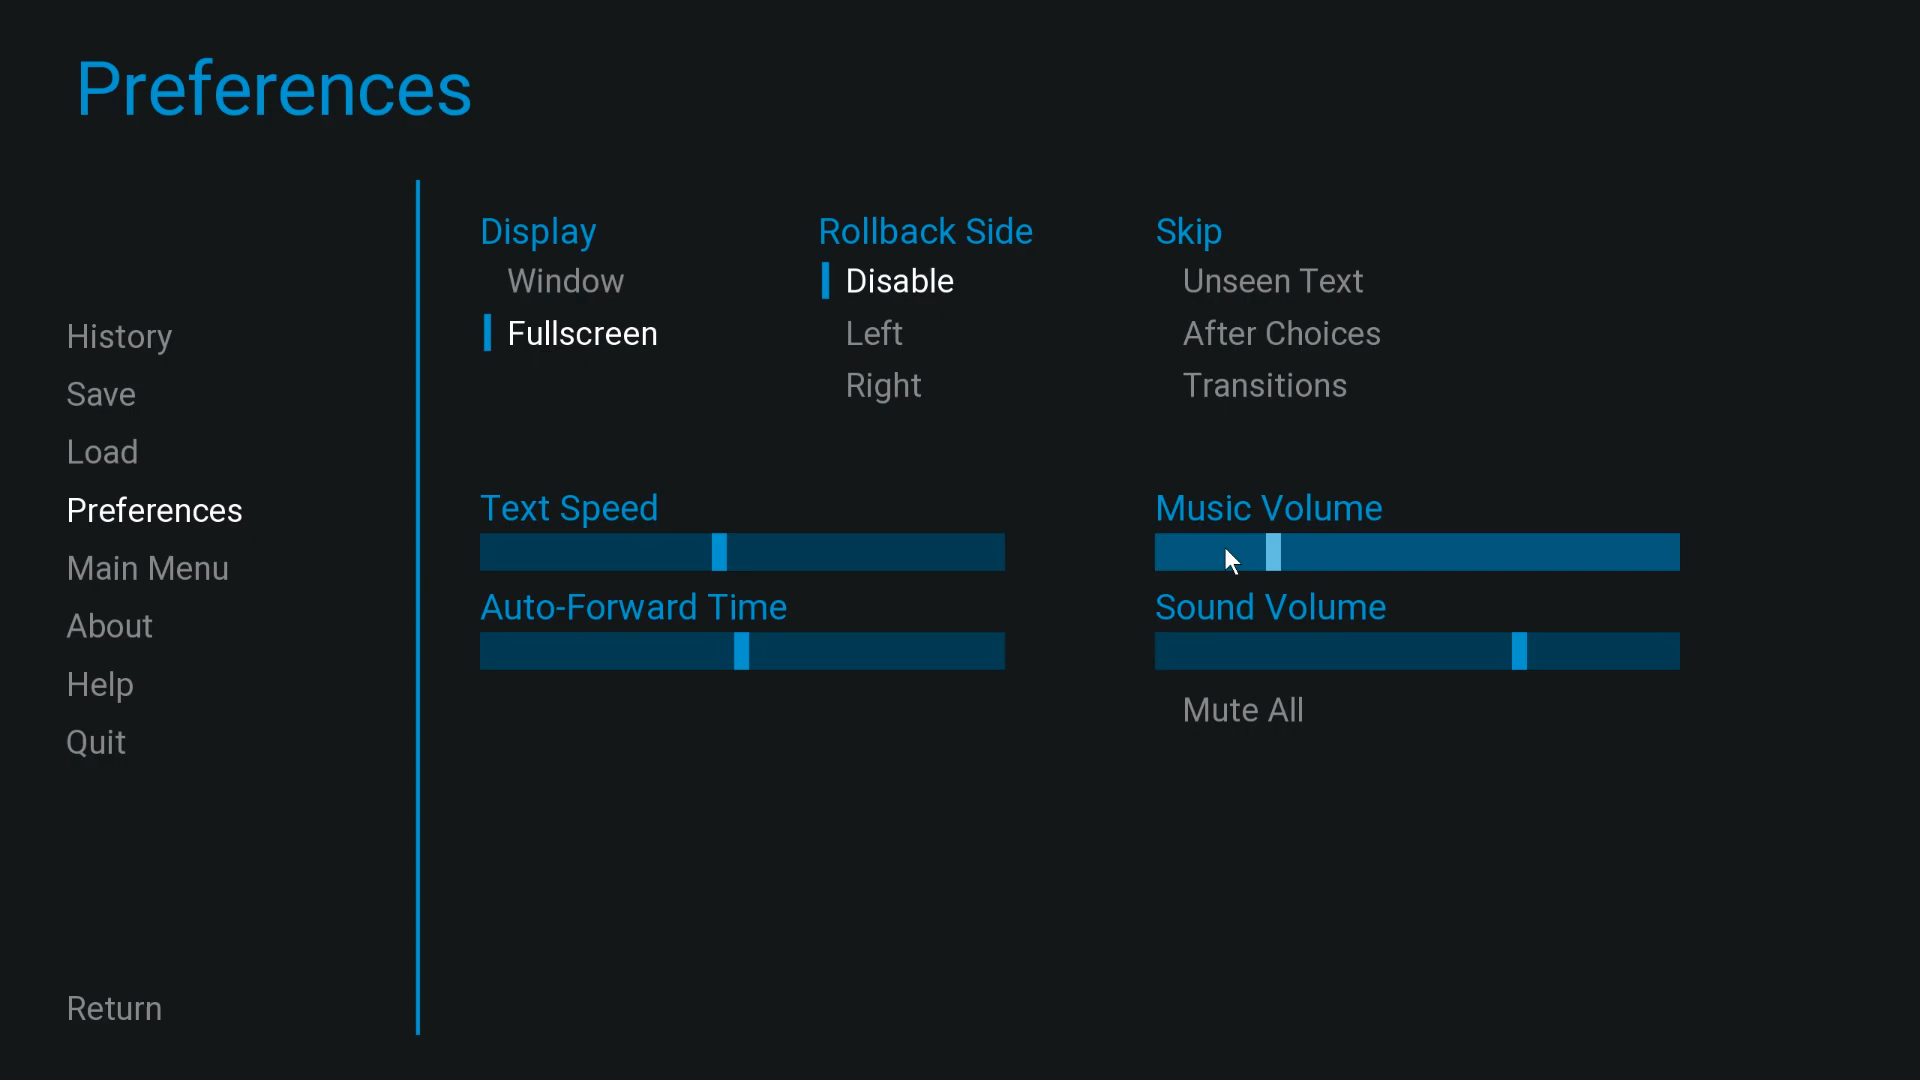 Preferences
History
Save
Load
Preferences
Main Menu
About
Help
Quit
Return
Display
Window
Fullscreen
Rollback Side
Disable
Left
Right
Skip
Unseen Text
After Choices
Transitions
Text Speed
Auto-Forward Time
Music Volume
Sound Volume
Mute All